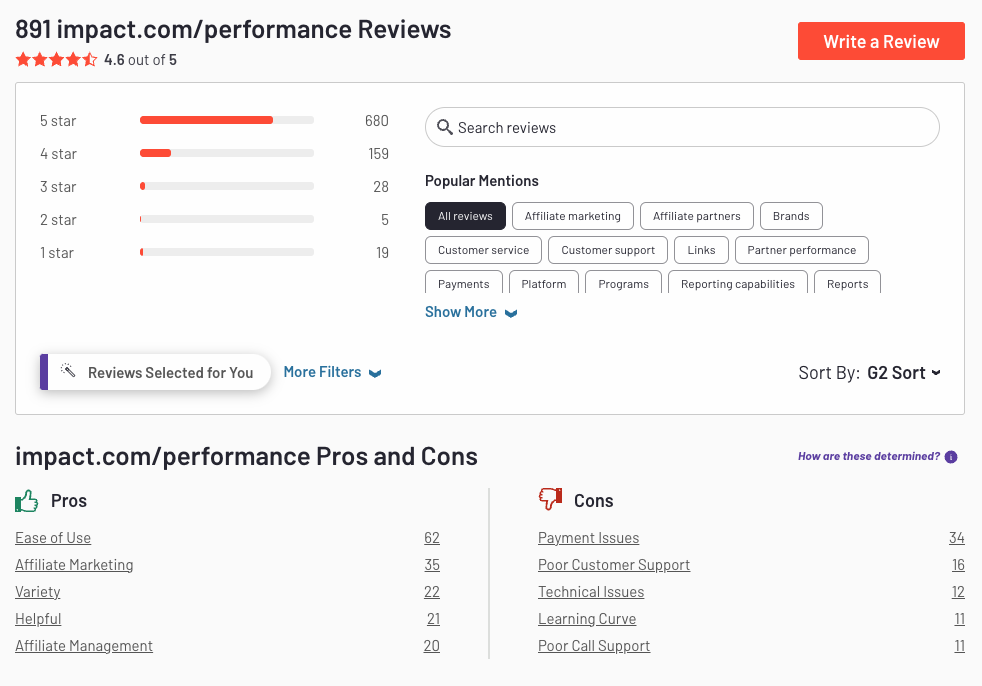 891 impact.com/performance Reviews
4.6 out of 5
Write a Review
5 star 680
4 star 159
3 star 28
2 star 5
1 star 19
Search reviews
Popular Mentions
All reviews Affiliate marketing Affiliate partners Brands
Customer service Customer support Links Partner performance
Payments Platform Programs Reporting capabilities Reports
Show More
Reviews Selected for You More Filters Sort By: G2 Sort
impact.com/performance Pros and Cons
How are these determined? i
Pros
Ease of Use 62
Affiliate Marketing 35
Variety 22
Helpful 21
Affiliate Management 20
Cons
Payment Issues 34
Poor Customer Support 16
Technical Issues 12
Learning Curve 11
Poor Call Support 11